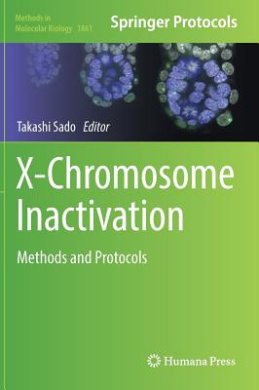 Methods in
Molecular Biology 1861
Springer Protocols
Takashi Sado Editor
X-Chromosome
Inactivation
Methods and Protocols
Humana Press